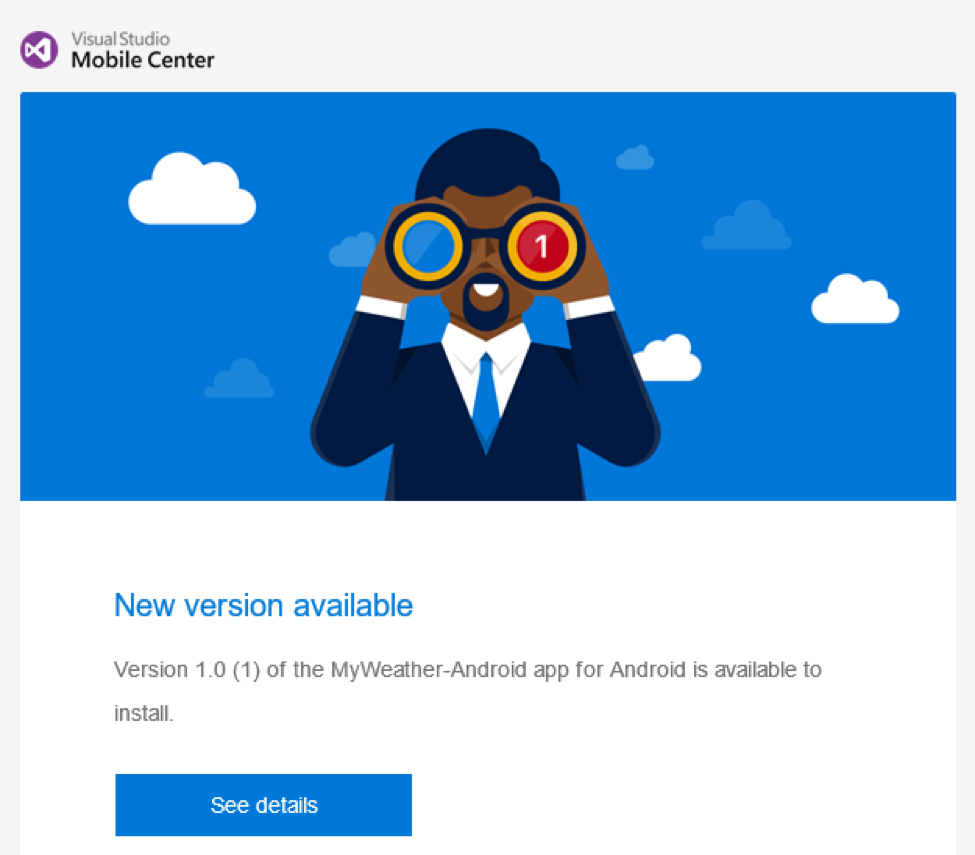 Visual Studio
Mobile Center
1
New version available
Version 1.0 (1) of the MyWeather-Android app for Android is available to
install.
See details